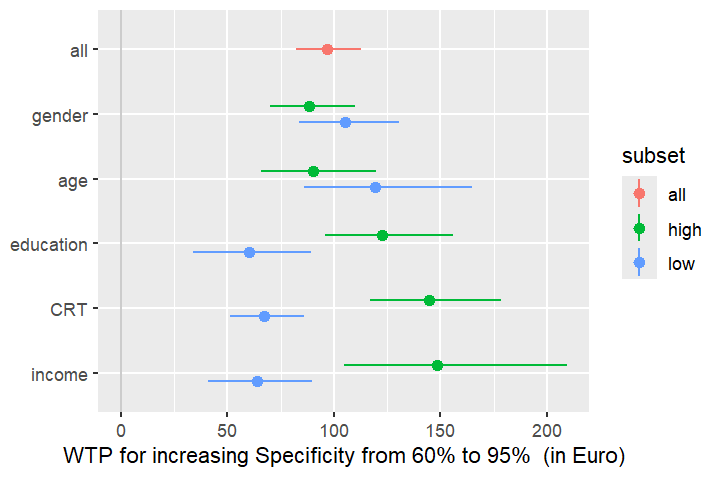 all
gender
age
education
CRT
income
0 50 100 150 200
WTP for increasing Specificity from 60% to 95%  (in Euro)
subset
all
high
low